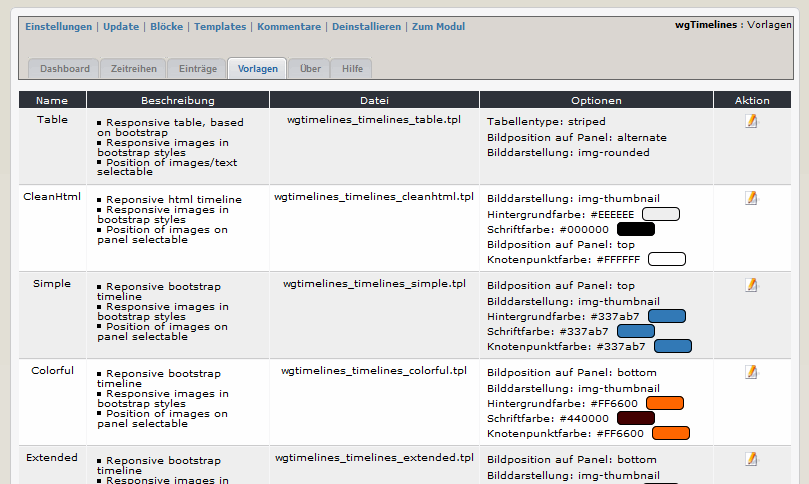 Einstellungen | Update | Blöcke | Templates | Kommentare | Deinstallieren | Zum Modul
wgTimelines : Vorlagen
Dashboard Zeitreihen Einträge Vorlagen Über Hilfe
Name Beschreibung Datei Optionen Aktion
Table
Responsive table, based
on bootstrap
Responsive images in
bootstrap styles
Position of images/text
selectable
wgtimelines_timelines_table.tpl
Tabellentype: striped
Bildposition auf Panel: alternate
Bilddarstellung: img-rounded
CleanHtml
Responsive html timeline
Responsive images in
bootstrap styles
Position of images on
panel selectable
wgtimelines_timelines_cleanhtml.tpl
Bilddarstellung: img-thumbnail
Hintergrundfarbe: #EEEEEE
Schriftfarbe: #000000
Bildposition auf Panel: top
Knotenpunktfarbe: #FFFFFF
Simple
Reponsive bootstrap
timeline
Responsive images in
bootstrap styles
Position of images on
panel selectable
wgtimelines_timelines_simple.tpl
Bildposition auf Panel: top
Bilddarstellung: img-thumbnail
Hintergrundfarbe: #337ab7
Schriftfarbe: #337ab7
Knotenpunktfarbe: #337ab7
Colorful
Reponsive bootstrap
timeline
Responsive images in
bootstrap styles
Position of images on
panel selectable
wgtimelines_timelines_colorful.tpl
Bildposition auf Panel: bottom
Bilddarstellung: img-thumbnail
Hintergrundfarbe: #FF6600
Schriftfarbe: #440000
Knotenpunktfarbe: #FF6600
Extended
Reponsive bootstrap
timeline
Responsive images in
wgtimelines_timelines_extended.tpl
Bildposition auf Panel: bottom
Bilddarstellung: img-thumbnail